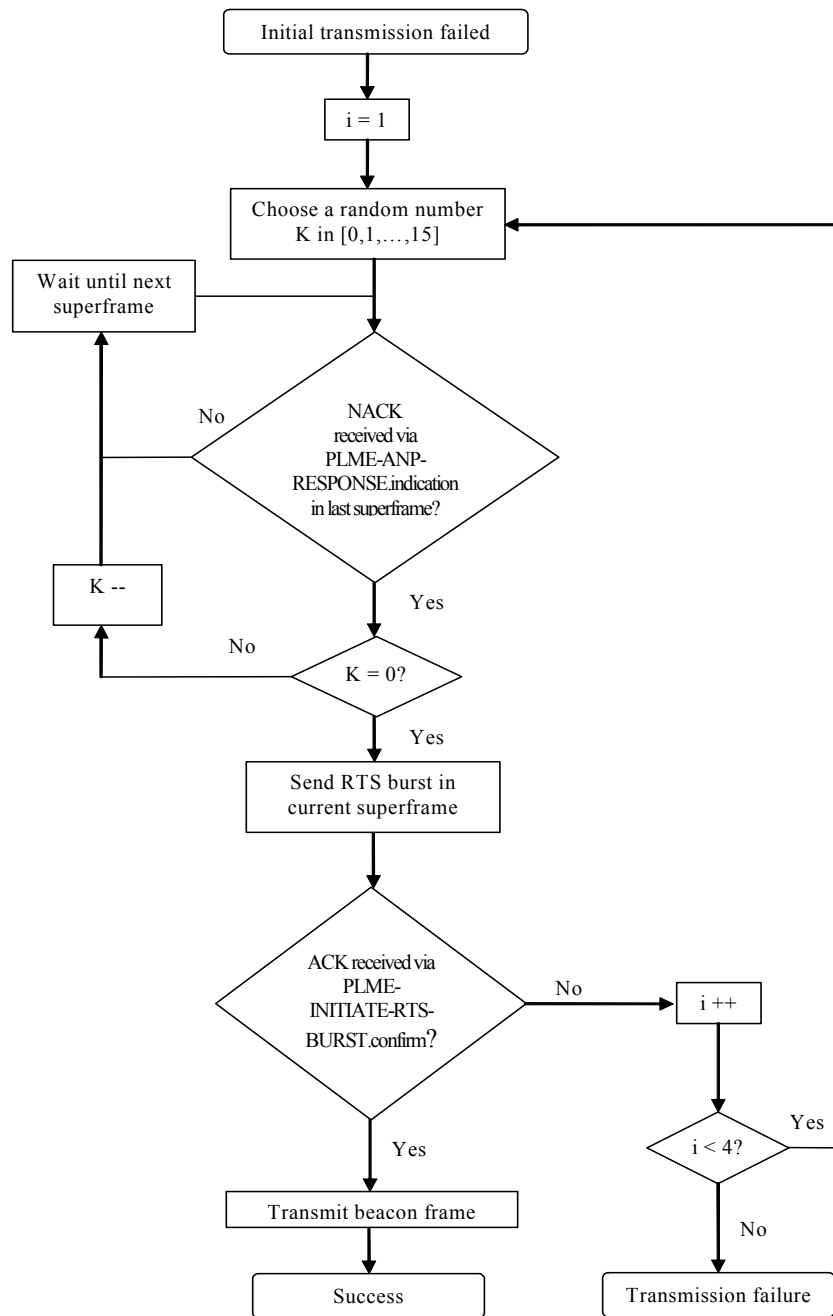 Initial transmission failed
i = 1
Choose a random number
K in [0,1,…,15]
Wait until next
superframe
No
NACK
received via
PLME-ANP-
RESPONSE.indication
in last superframe?
K --
Yes
No
K = 0?
Yes
Send RTS burst in
current superframe
ACK received via
PLME-
INITIATE-RTS-
BURST.confirm?
No
i ++
Yes
i < 4?
Yes
No
Transmit beacon frame
Success
Transmission failure